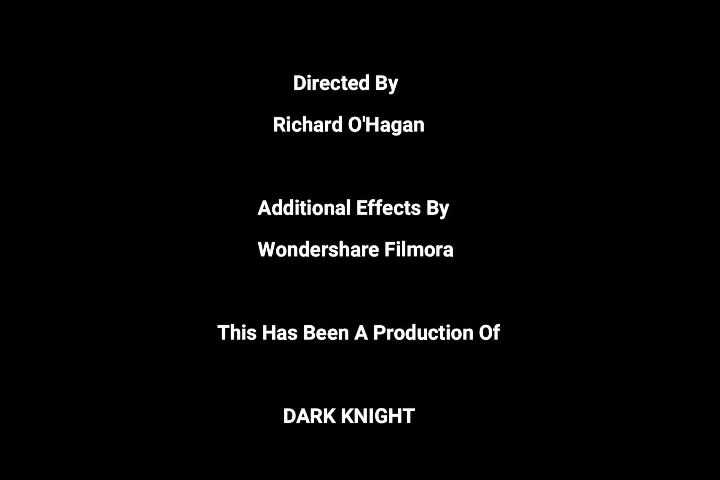 Directed By
Richard O'Hagan
Additional Effects By
Wondershare Filmora
This Has Been A Production Of
DARK KNIGHT